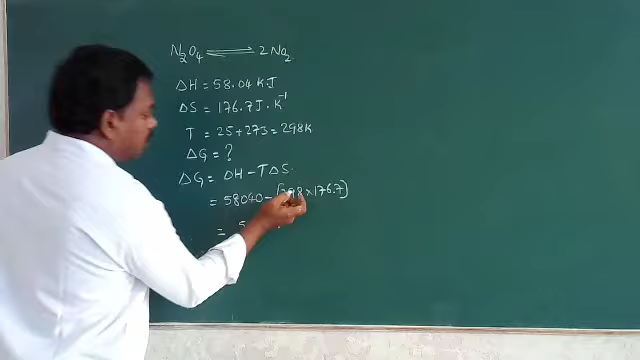 N₂O₄ ⇌ 2 NO₂
ΔH = 58.04 KJ
ΔS = 176.7 J. K⁻¹
T = 25 + 273 = 298K
ΔG = ?
ΔG = ΔH - TΔS
= 58040 - (298 × 176.7)
= 5